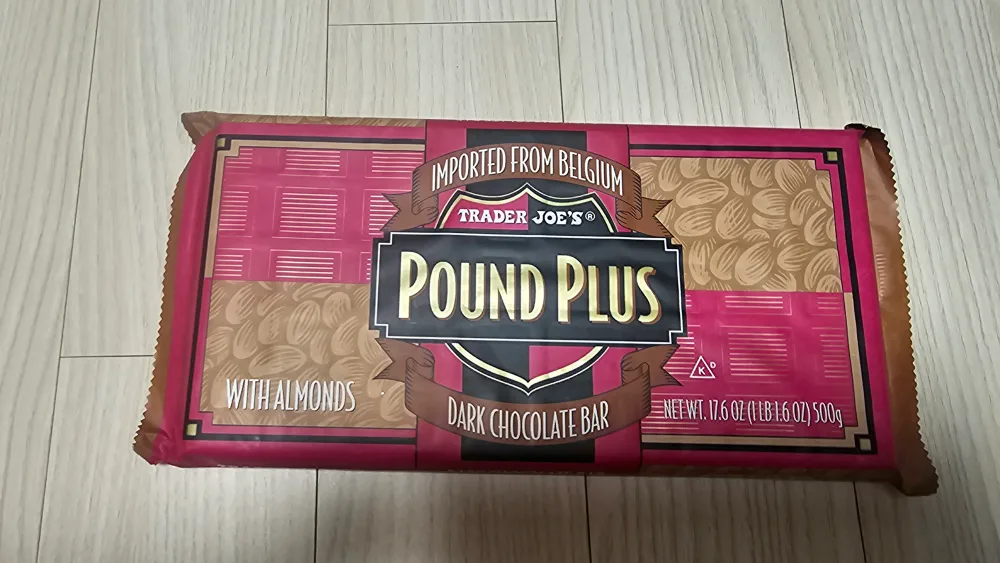 IMPORTED FROM BELGIUM
TRADER JOE'S®
POUND PLUS
WITH ALMONDS
DARK CHOCOLATE BAR
K D
NET WT. 17.6 OZ (1 LB 1.6 OZ) 500g